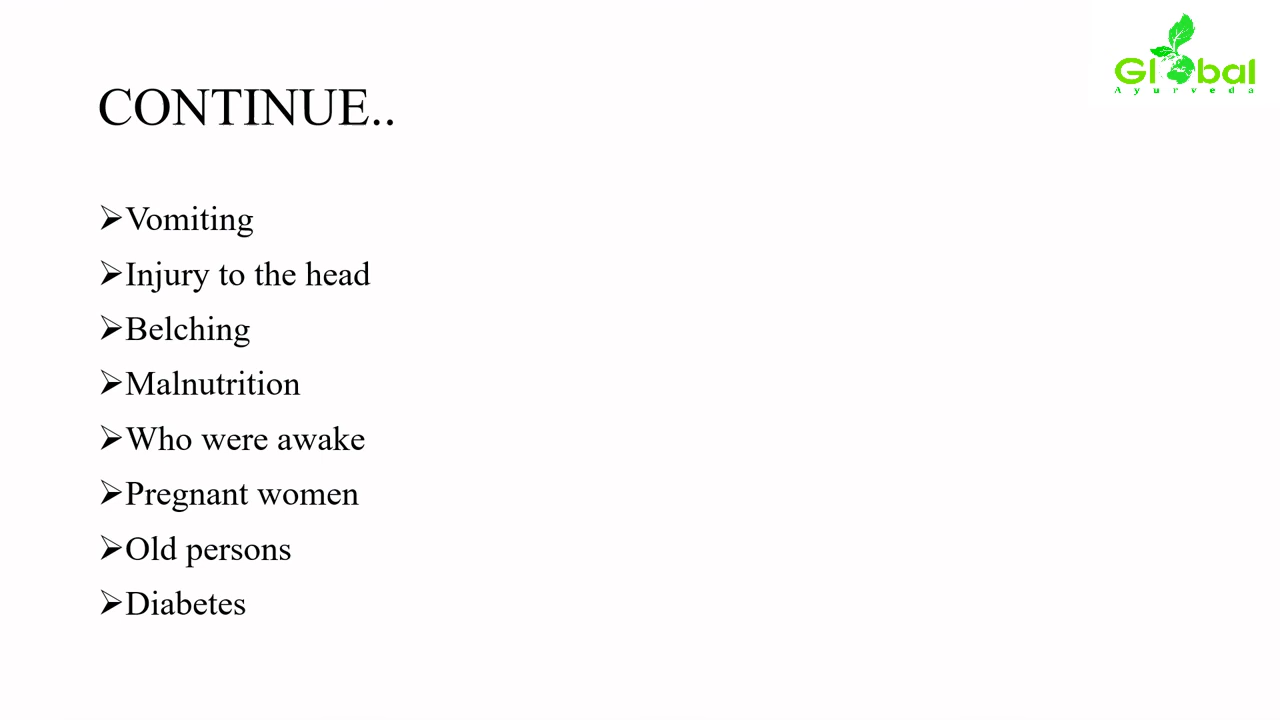 Global
Ayurveda
CONTINUE..
➢Vomiting
➢Injury to the head
➢Belching
➢Malnutrition
➢Who were awake
➢Pregnant women
➢Old persons
➢Diabetes